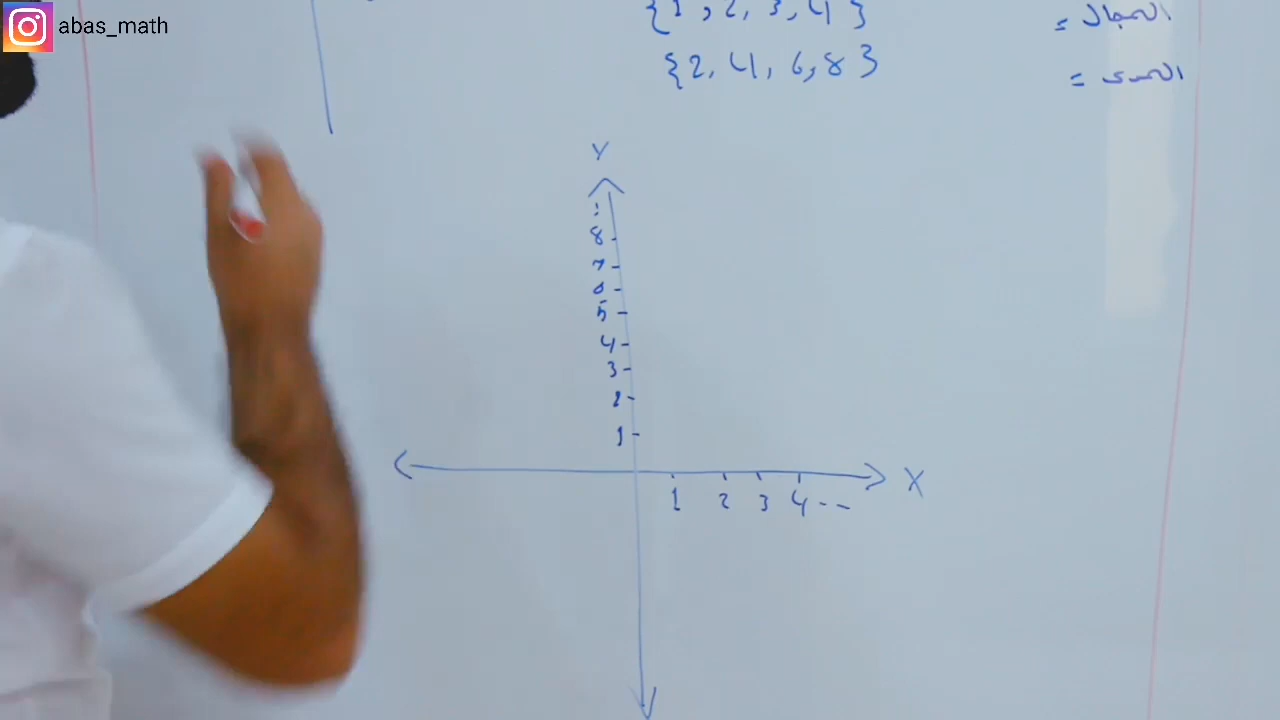 abas_math
المجال = {1, 2, 3, 4}
المدى = {2, 4, 6, 8}
Y
8
7
6
5
4
3
2
1
X
1 2 3 4 --